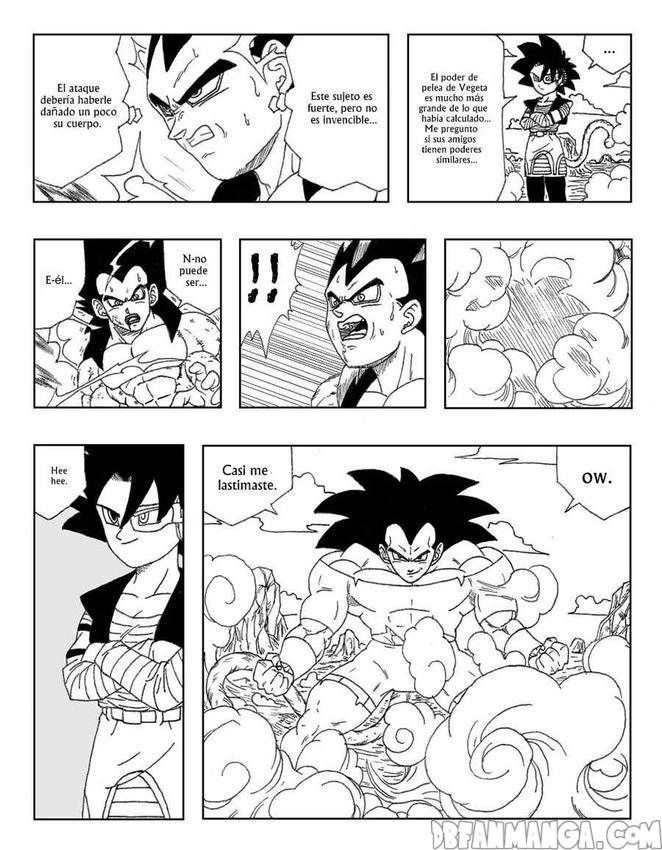 ...
El poder de
pelea de Vegeta
es mucho más
grande de lo que
había calculado...
Me pregunto
si sus amigos
tienen poderes
similares...
Este sujeto es
fuerte, pero no
es invencible...
El ataque
debería haberle
dañado un poco
su cuerpo.
!!
N-no
puede
ser...
E-él...
OW.
Casi me
lastimaste.
Hee
hee.
DBFANMANGA.COM